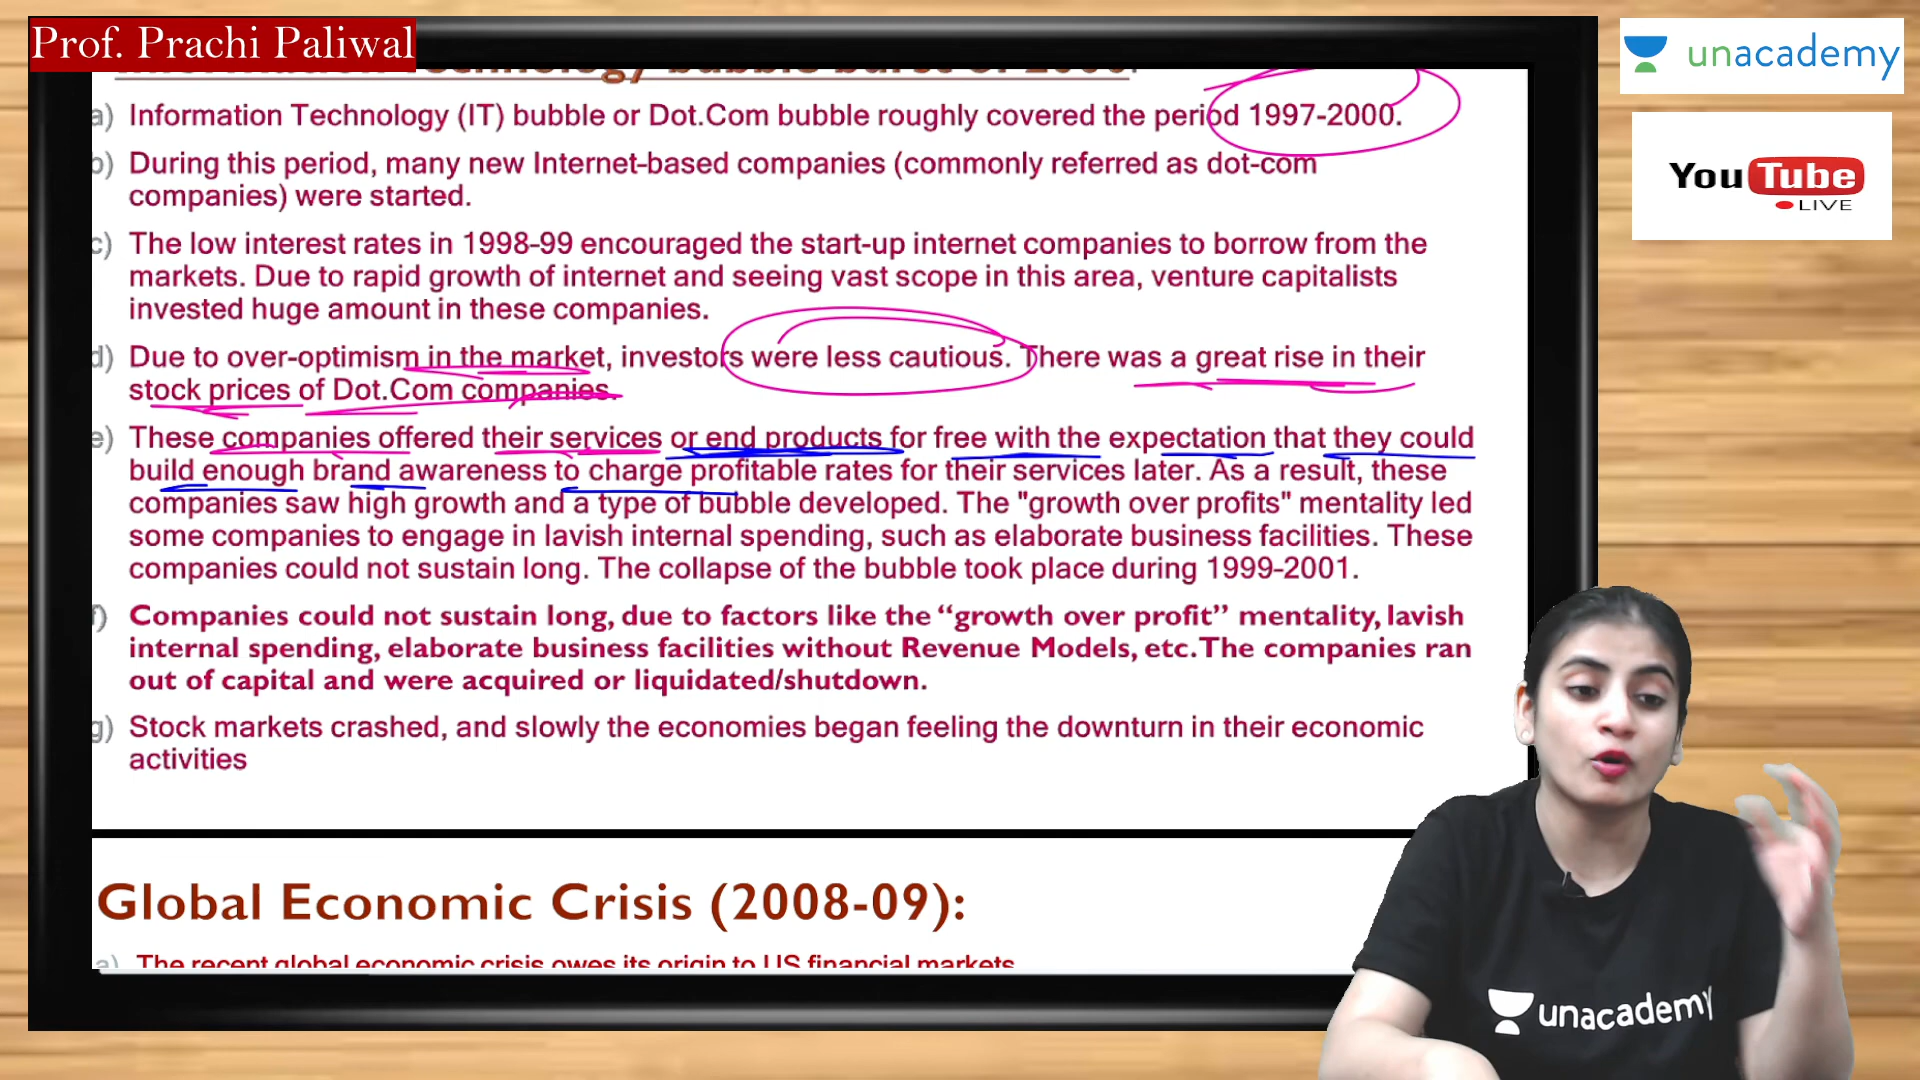 Prof. Prachi Paliwal
unacademy
You Tube
LIVE
Information Technology bubble burst of 2000:
a) Information Technology (IT) bubble or Dot.Com bubble roughly covered the period 1997-2000.
b) During this period, many new Internet-based companies (commonly referred as dot-com
companies) were started.
c) The low interest rates in 1998-99 encouraged the start-up internet companies to borrow from the
markets. Due to rapid growth of internet and seeing vast scope in this area, venture capitalists
invested huge amount in these companies.
d) Due to over-optimism in the market, investors were less cautious. There was a great rise in their
stock prices of Dot.Com companies.
e) These companies offered their services or end products for free with the expectation that they could
build enough brand awareness to charge profitable rates for their services later. As a result, these
companies saw high growth and a type of bubble developed. The "growth over profits" mentality led
some companies to engage in lavish internal spending, such as elaborate business facilities. These
companies could not sustain long. The collapse of the bubble took place during 1999-2001.
f) Companies could not sustain long, due to factors like the “growth over profit” mentality, lavish
internal spending, elaborate business facilities without Revenue Models, etc. The companies ran
out of capital and were acquired or liquidated/shutdown.
g) Stock markets crashed, and slowly the economies began feeling the downturn in their economic
activities
Global Economic Crisis (2008-09):
a) The recent global economic crisis owes its origin to US financial markets
unacademy